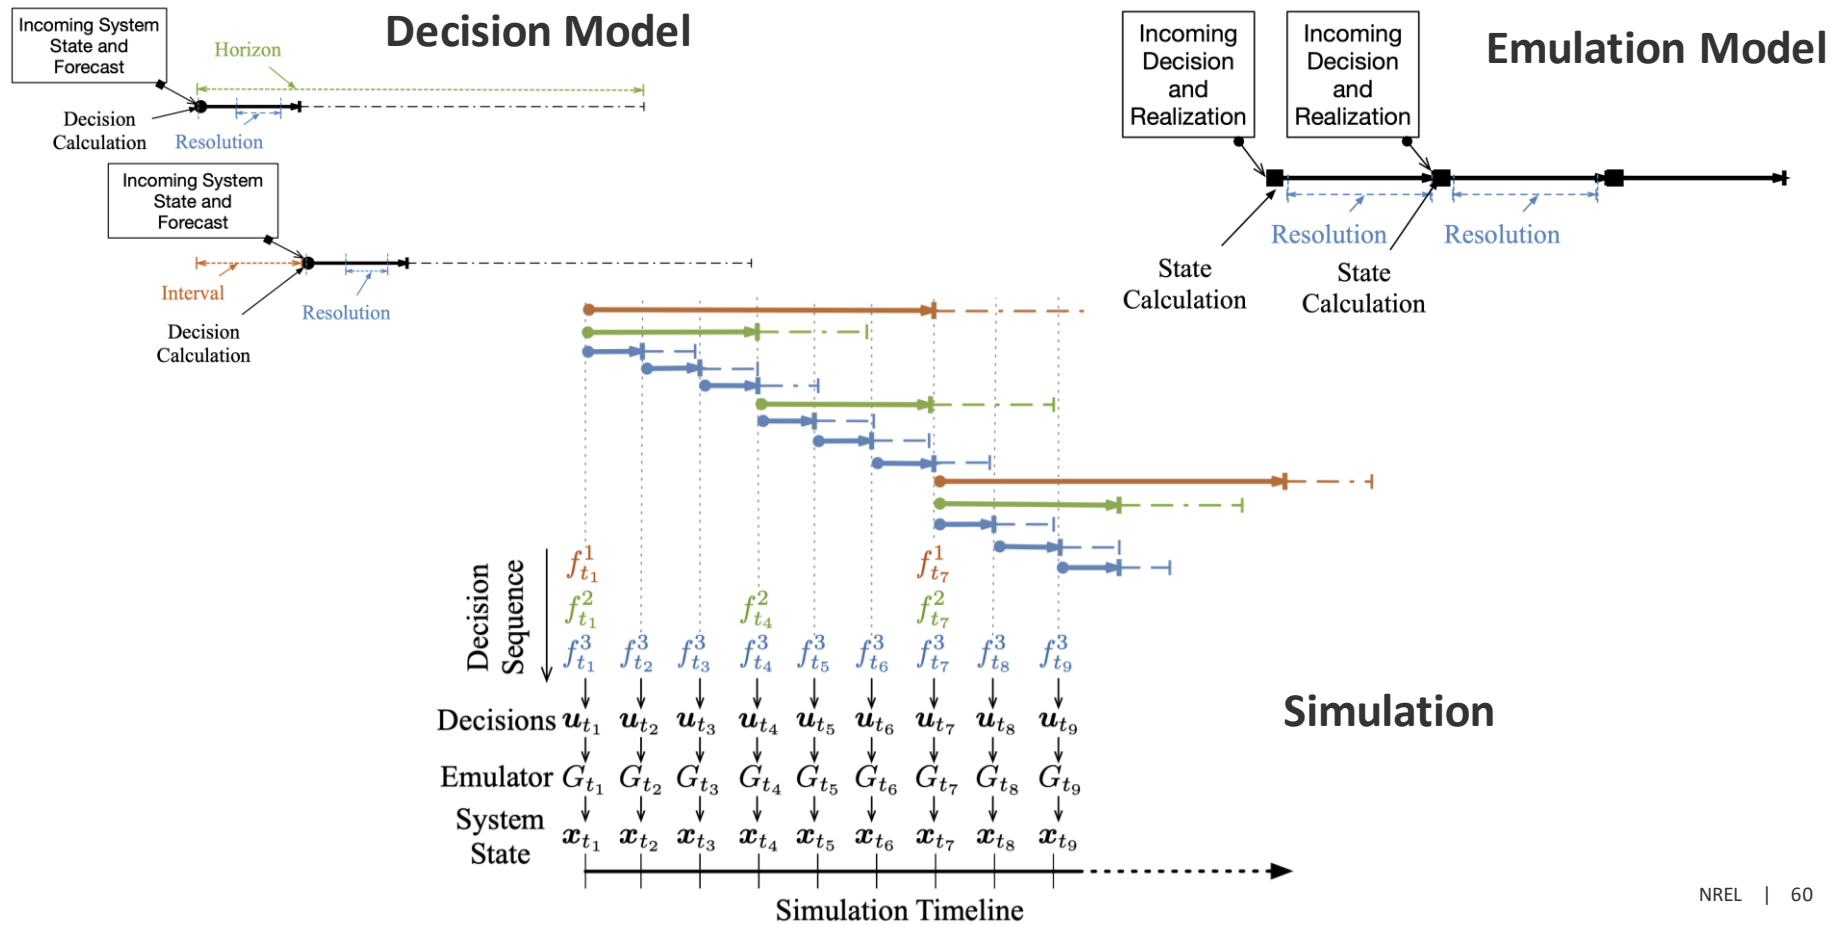 Decision Model
Incoming System
State and
Forecast
Horizon
Decision
Calculation
Resolution
Incoming System
State and
Forecast
Interval
Resolution
Decision
Calculation
Emulation Model
Incoming
Decision
and
Realization
Incoming
Decision
and
Realization
Resolution
Resolution
State
Calculation
State
Calculation
Decision
Sequence
f^1_{t_1} f^1_{t_7}
f^2_{t_1} f^2_{t_4} f^2_{t_7}
f^3_{t_1} f^3_{t_2} f^3_{t_3} f^3_{t_4} f^3_{t_5} f^3_{t_6} f^3_{t_7} f^3_{t_8} f^3_{t_9}
Decisions u_{t_1} u_{t_2} u_{t_3} u_{t_4} u_{t_5} u_{t_6} u_{t_7} u_{t_8} u_{t_9}
Emulator G_{t_1} G_{t_2} G_{t_3} G_{t_4} G_{t_5} G_{t_6} G_{t_7} G_{t_8} G_{t_9}
System
State
x_{t_1} x_{t_2} x_{t_3} x_{t_4} x_{t_5} x_{t_6} x_{t_7} x_{t_8} x_{t_9}
Simulation Timeline
Simulation
NREL | 60